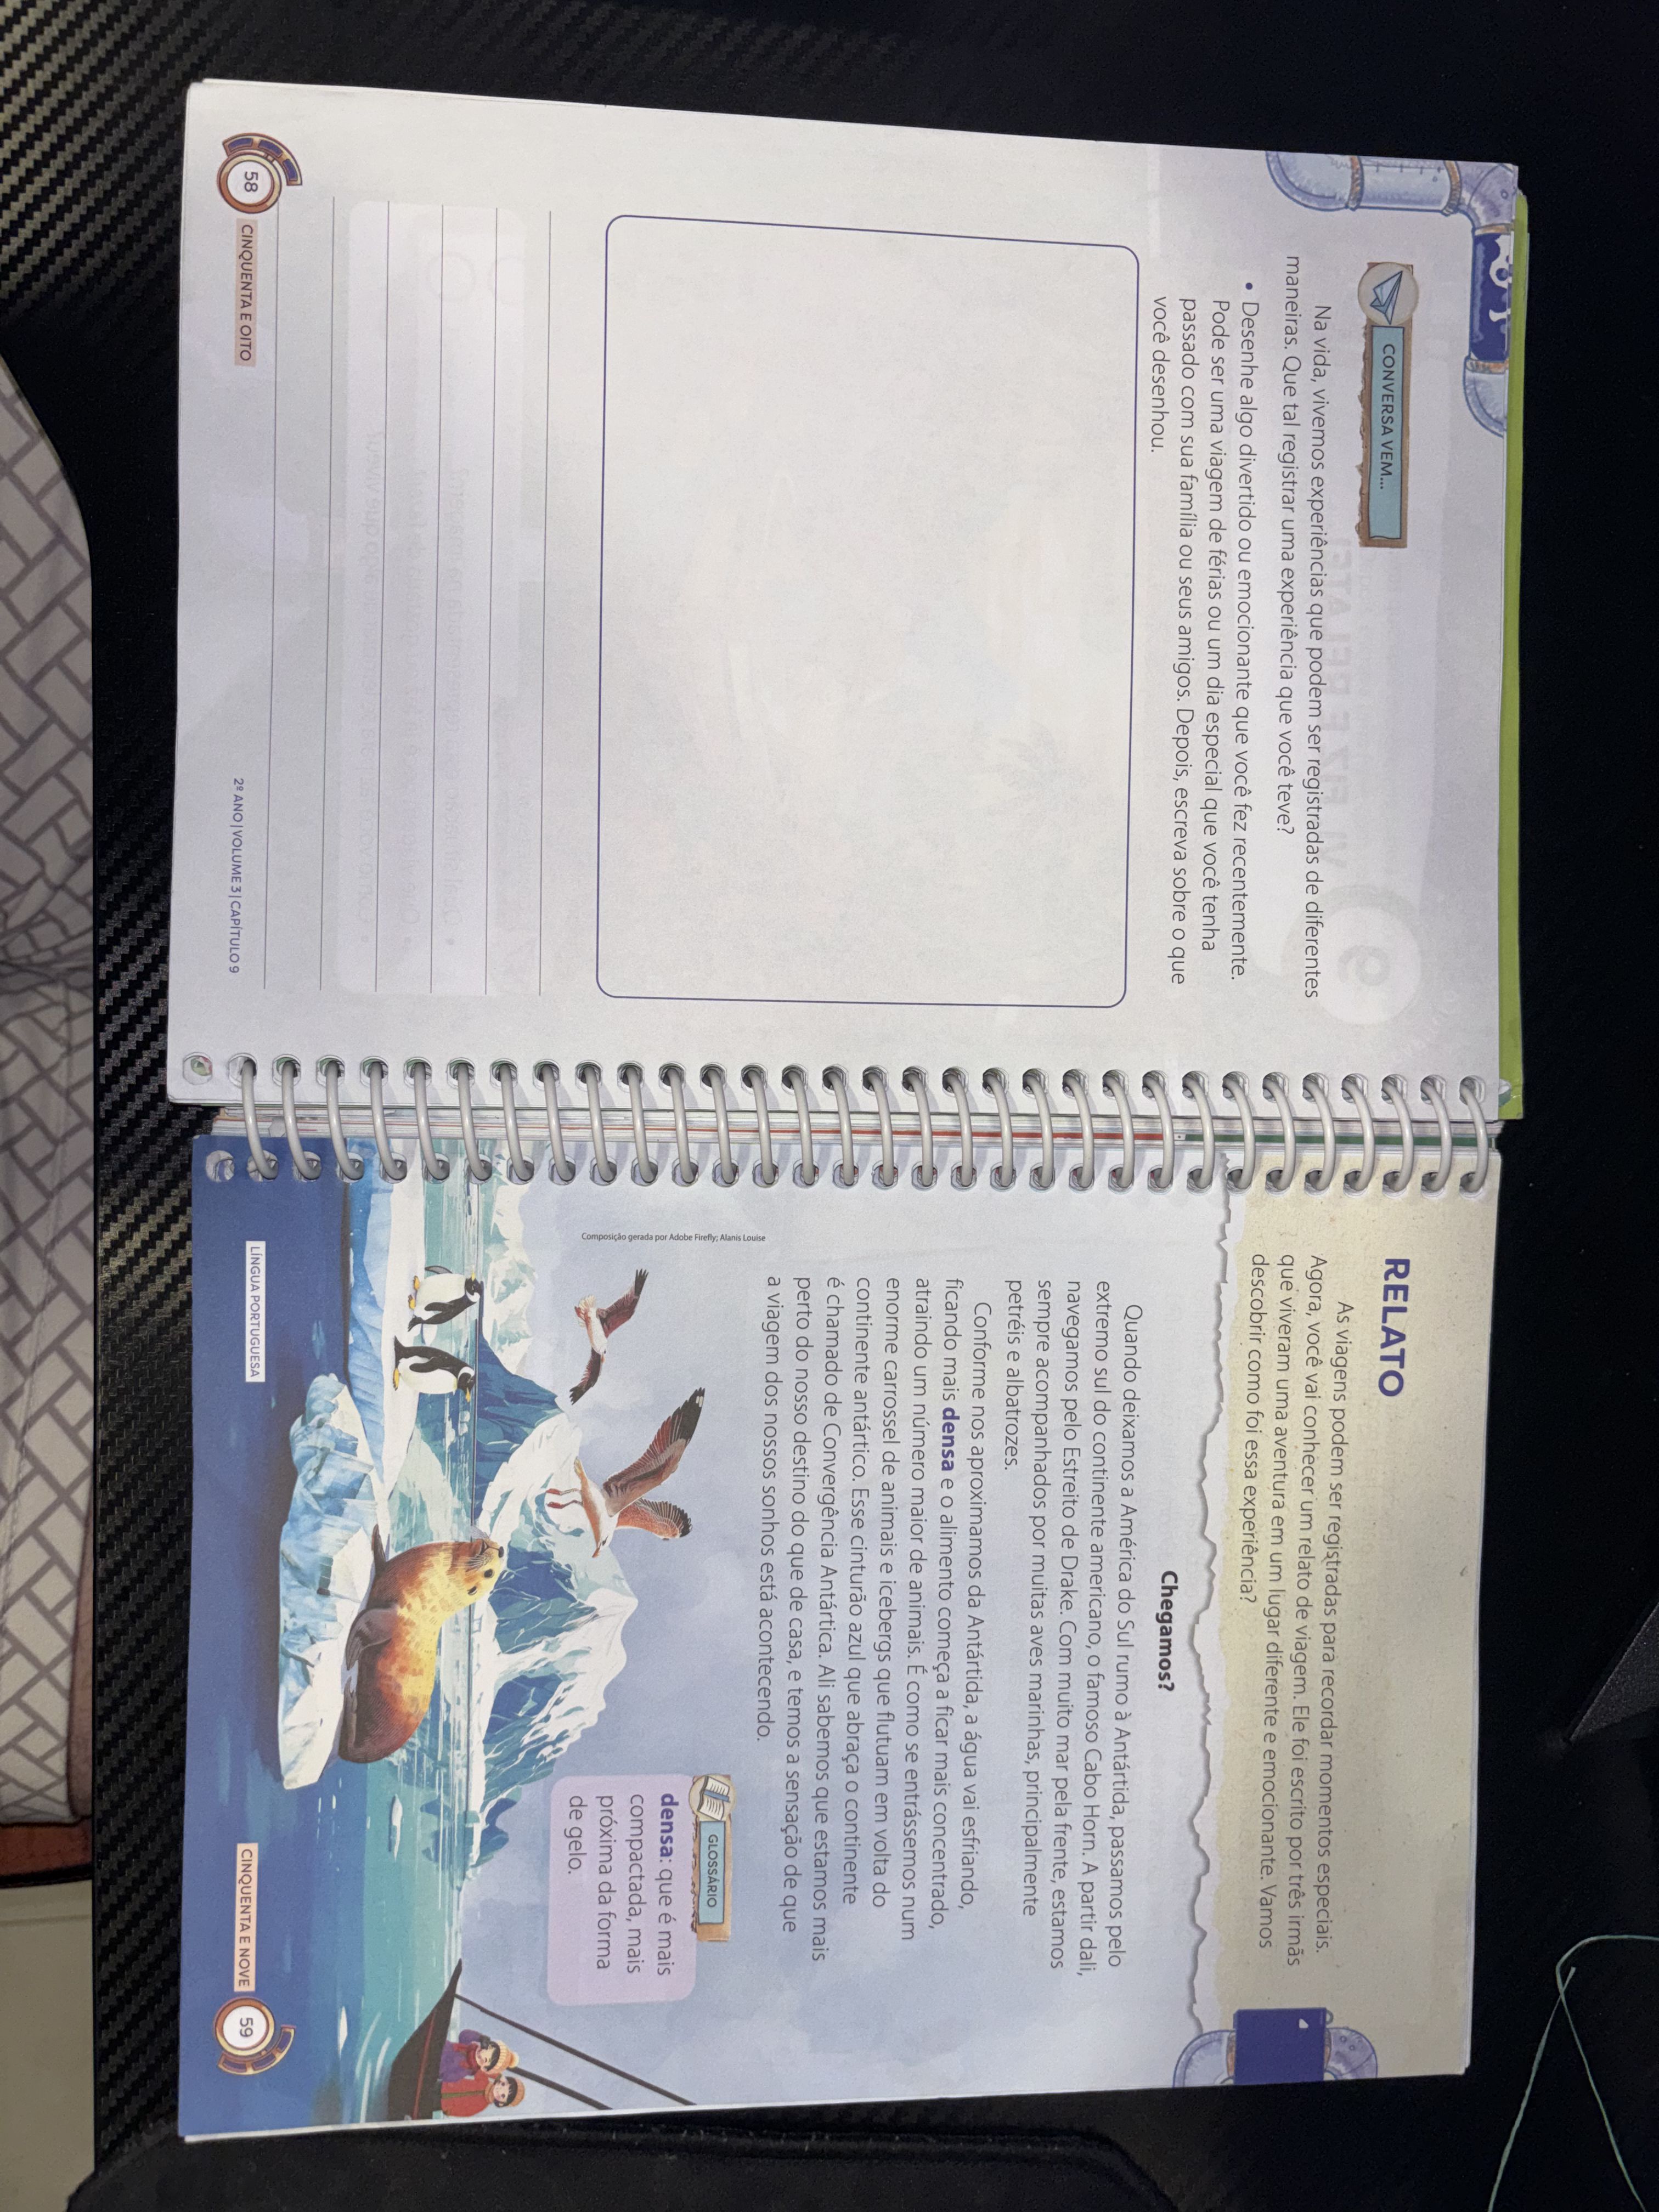 CONVERSA VEM...
Na vida, vivemos experiências que podem ser registradas de diferentes
maneiras. Que tal registrar uma experiência que você teve?
• Desenhe algo divertido ou emocionante que você fez recentemente.
Pode ser uma viagem de férias ou um dia especial que você tenha
passado com sua família ou seus amigos. Depois, escreva sobre o que
você desenhou.
58
CINQUENTA E OITO
2º ANO | VOLUME 3 | CAPÍTULO 9
RELATO
As viagens podem ser registradas para recordar momentos especiais.
Agora, você vai conhecer um relato de viagem. Ele foi escrito por três irmãs
que viveram uma aventura em um lugar diferente e emocionante. Vamos
descobrir como foi essa experiência?
Chegamos?
Quando deixamos a América do Sul rumo à Antártida, passamos pelo
extremo sul do continente americano, o famoso Cabo Horn. A partir dali,
navegamos pelo Estreito de Drake. Com muito mar pela frente, estamos
sempre acompanhados por muitas aves marinhas, principalmente
petréis e albatrozes.
Conforme nos aproximamos da Antártida, a água vai esfriando,
ficando mais densa e o alimento começa a ficar mais concentrado,
atraindo um número maior de animais. É como se entrássemos num
enorme carrossel de animais e icebergs que flutuam em volta do
continente antártico. Esse cinturão azul que abraça o continente
é chamado de Convergência Antártica. Ali sabemos que estamos mais
perto do nosso destino do que de casa, e temos a sensação de que
a viagem dos nossos sonhos está acontecendo.
Composição gerada por Adobe Firefly; Alanis Louise
GLOSSÁRIO
densa: que é mais
compactada, mais
próxima da forma
de gelo.
LÍNGUA PORTUGUESA
CINQUENTA E NOVE
59